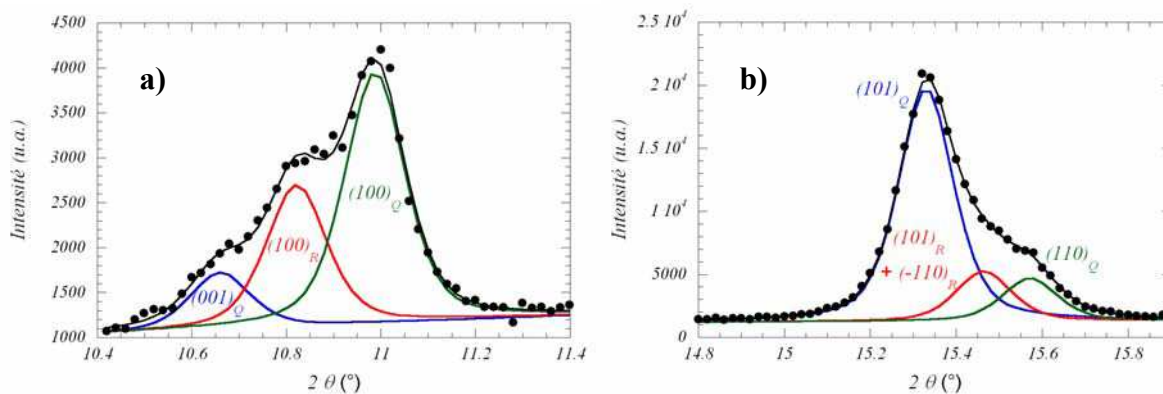 a)
4500
4000
3500
3000
2500
2000
1500
1000
Intensité (u.a.)
(001)Q
(100)R
(100)Q
10.4 10.6 10.8 11 11.2 11.4
2 θ (°)
b)
2.5 10⁴
2 10⁴
1.5 10⁴
1 10⁴
5000
0
Intensité (u.a.)
(101)Q
(101)R
+ (-110)R
(110)Q
14.8 15 15.2 15.4 15.6 15.8
2 θ (°)